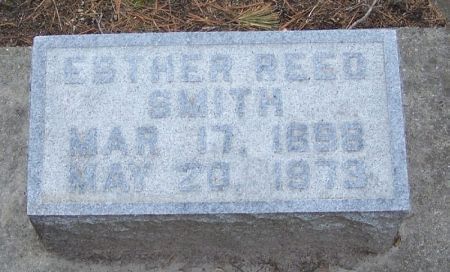 ESTHER REED
SMITH
MAR 17, 1898
MAY 20, 1973